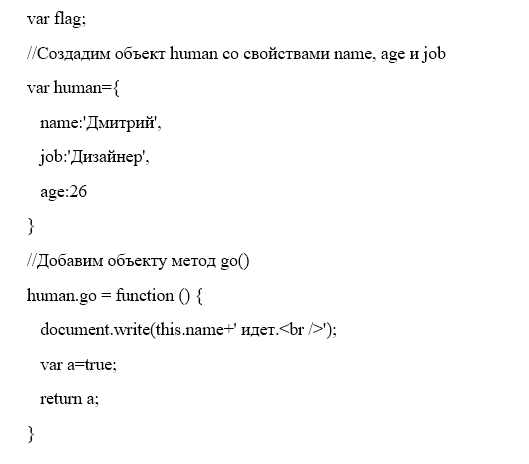 var flag;
//Создадим объект human со свойствами name, age и job
var human={
name:'Дмитрий',
job:'Дизайнер',
age:26
}
//Добавим объекту метод go()
human.go = function () {
document.write(this.name+' идет.<br />');
var a=true;
return a;
}